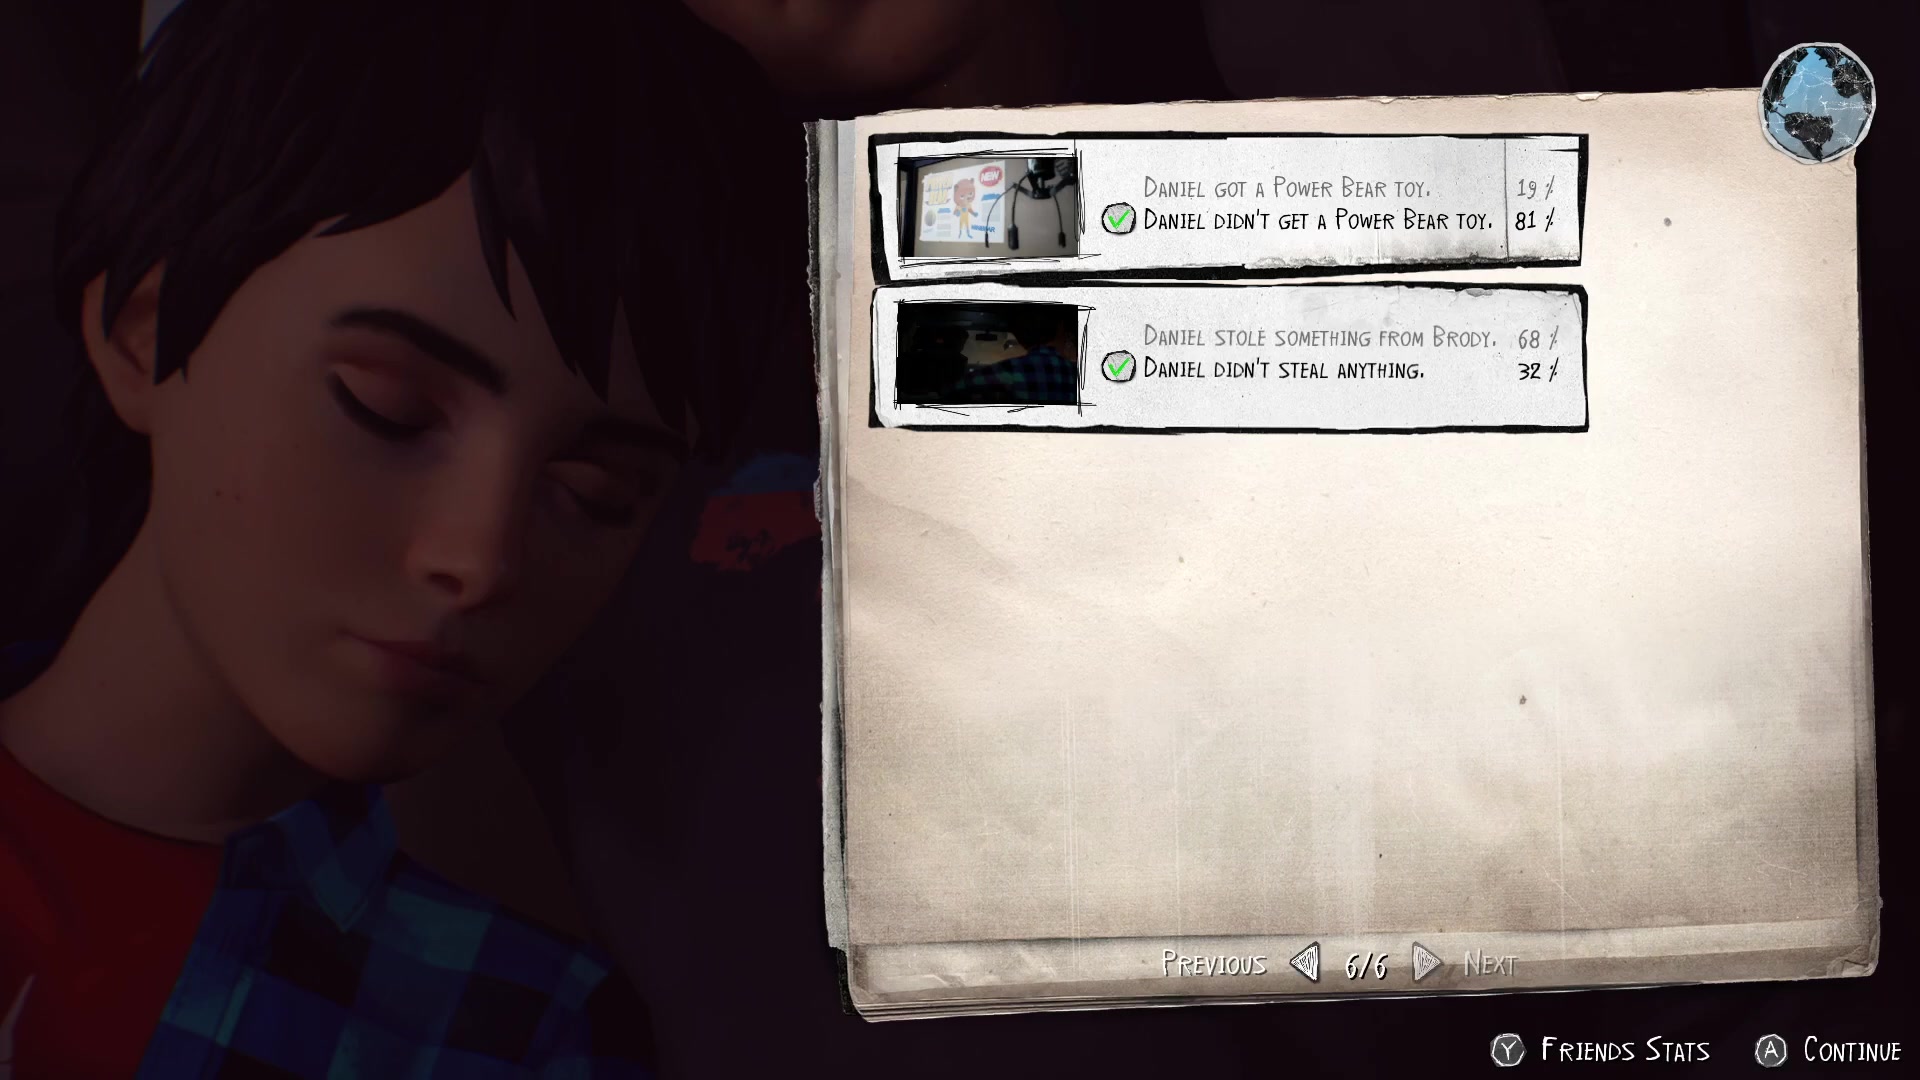 NEW
Daniel got a Power Bear toy. 19 %
Daniel didn't get a Power Bear toy. 81 %
Daniel stole something from Brody. 68 %
Daniel didn't steal anything. 32 %
Previous 6/6 Next
Y Friends Stats A Continue